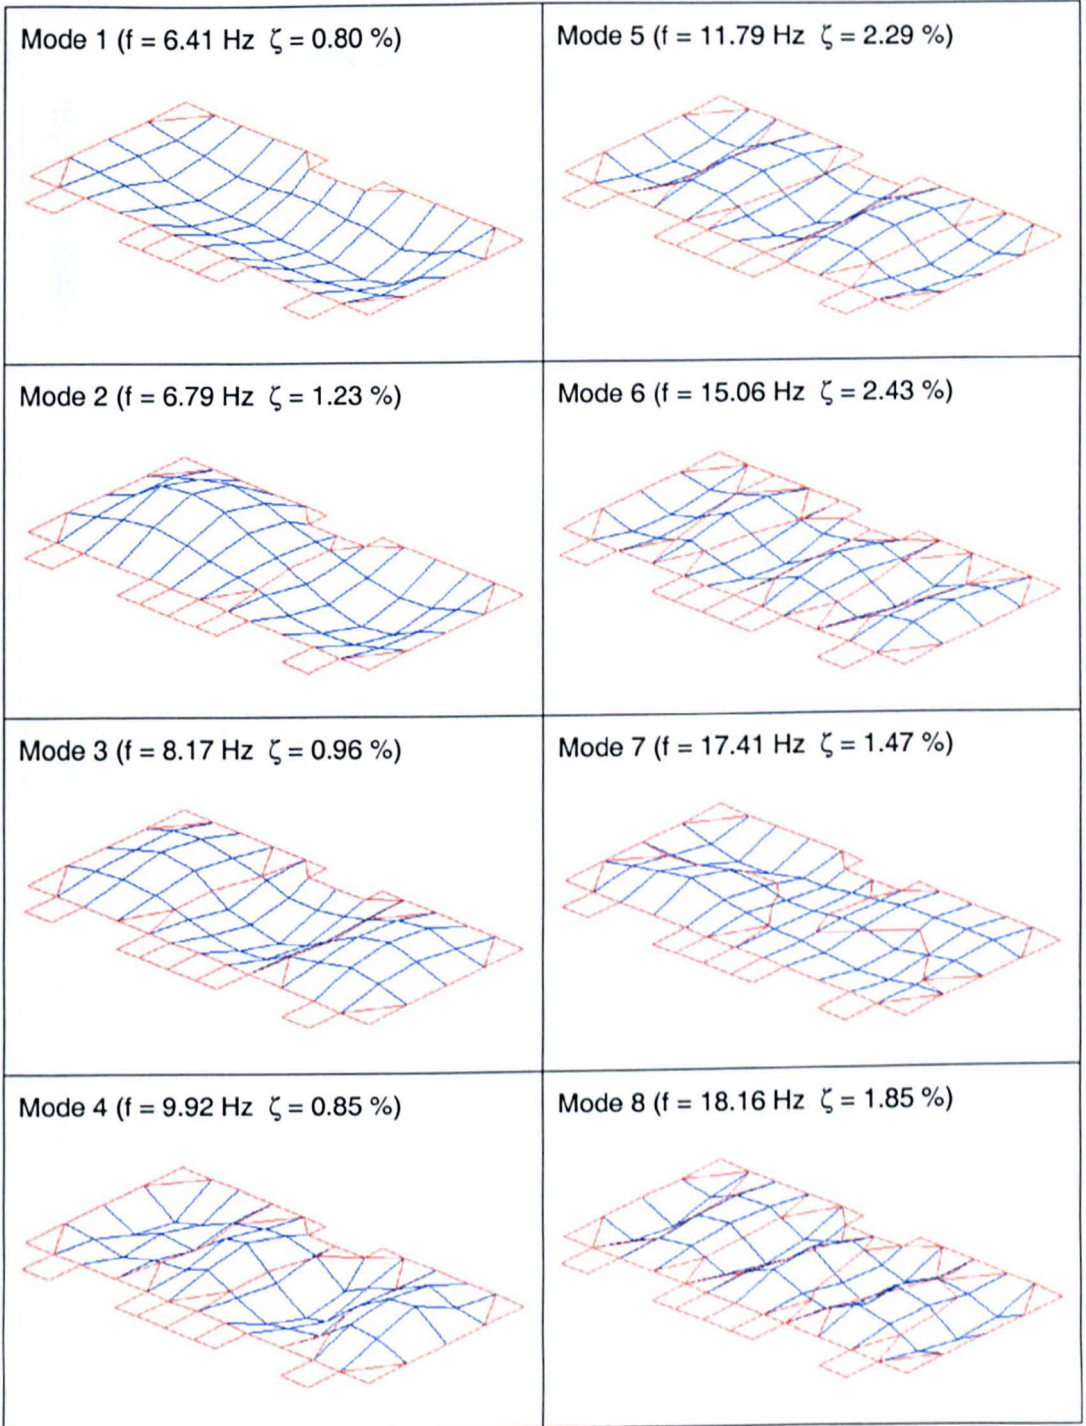 Mode 1 (f = 6.41 Hz ζ = 0.80 %)
Mode 5 (f = 11.79 Hz ζ = 2.29 %)
Mode 2 (f = 6.79 Hz ζ = 1.23 %)
Mode 6 (f = 15.06 Hz ζ = 2.43 %)
Mode 3 (f = 8.17 Hz ζ = 0.96 %)
Mode 7 (f = 17.41 Hz ζ = 1.47 %)
Mode 4 (f = 9.92 Hz ζ = 0.85 %)
Mode 8 (f = 18.16 Hz ζ = 1.85 %)